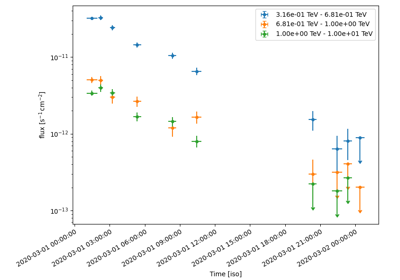 3.16e-01 TeV - 6.81e-01 TeV
6.81e-01 TeV - 1.00e+00 TeV
1.00e+00 TeV - 1.00e+01 TeV
flux [s⁻¹ cm⁻²]
10⁻¹¹
10⁻¹²
10⁻¹³
2020-03-01 00:00:00
2020-03-01 03:00:00
2020-03-01 06:00:00
2020-03-01 09:00:00
2020-03-01 12:00:00
2020-03-01 15:00:00
2020-03-01 18:00:00
2020-03-01 21:00:00
2020-03-02 00:00:00
Time [iso]